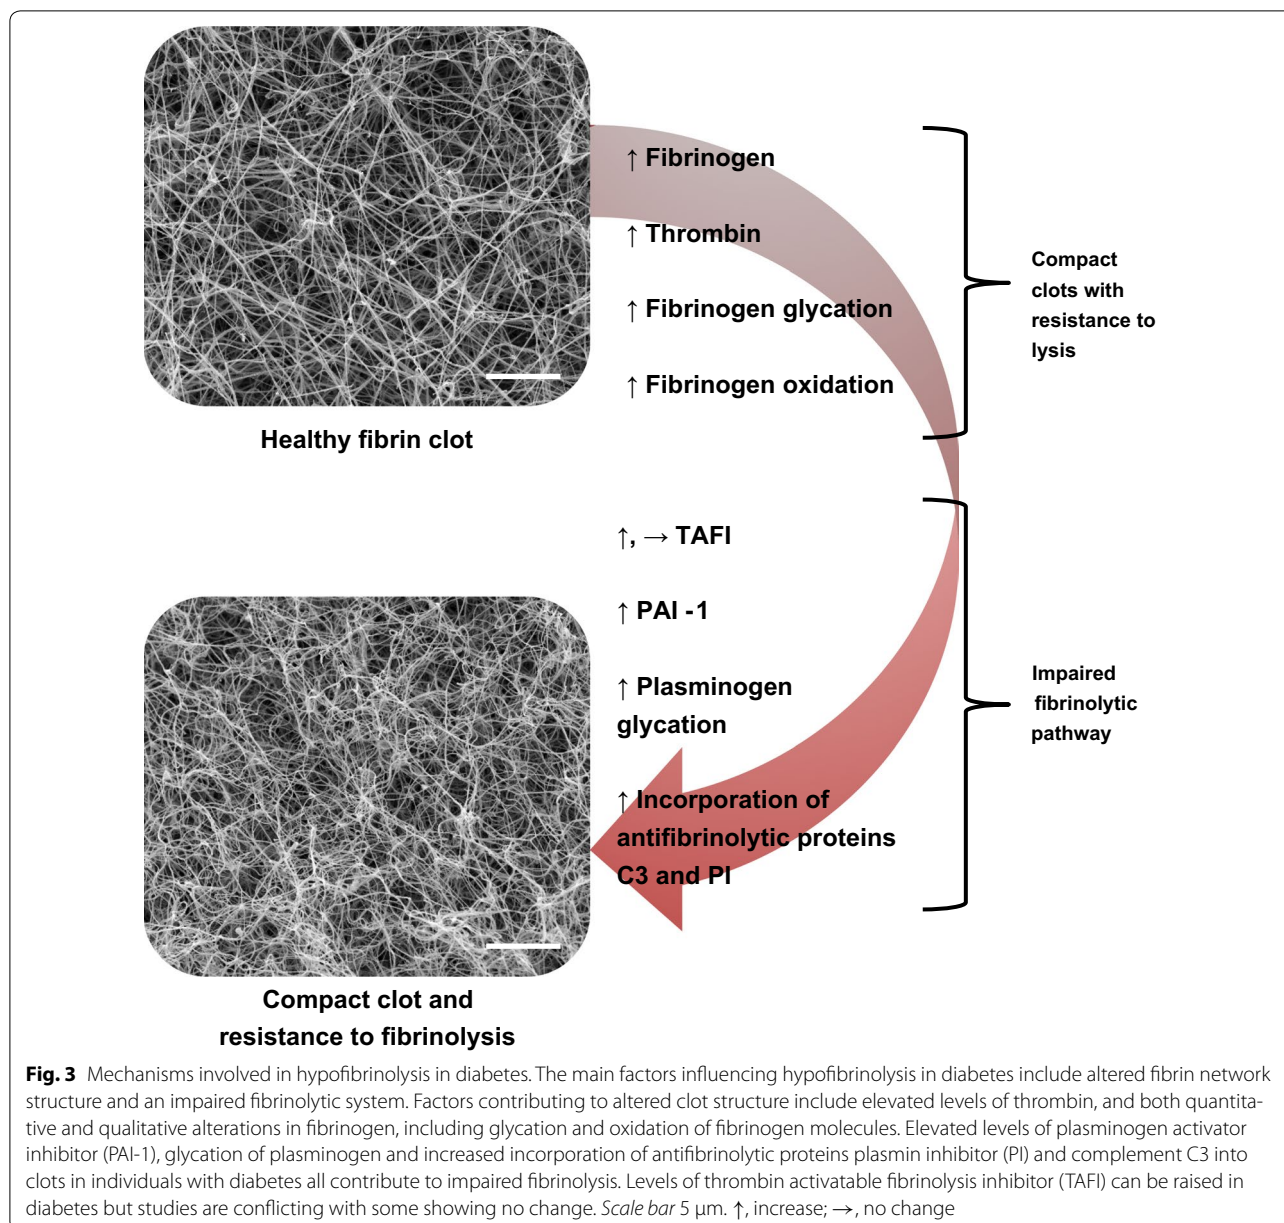 ↑ Fibrinogen
↑ Thrombin
↑ Fibrinogen glycation
↑ Fibrinogen oxidation
Compact
clots with
resistance to
lysis
Healthy fibrin clot
↑, → TAFI
↑ PAI -1
↑ Plasminogen
glycation
↑ Incorporation of
antifibrinolytic proteins
C3 and PI
Impaired
fibrinolytic
pathway
Compact clot and
resistance to fibrinolysis
Fig. 3 Mechanisms involved in hypofibrinolysis in diabetes. The main factors influencing hypofibrinolysis in diabetes include altered fibrin network
structure and an impaired fibrinolytic system. Factors contributing to altered clot structure include elevated levels of thrombin, and both quantita-
tive and qualitative alterations in fibrinogen, including glycation and oxidation of fibrinogen molecules. Elevated levels of plasminogen activator
inhibitor (PAI-1), glycation of plasminogen and increased incorporation of antifibrinolytic proteins plasmin inhibitor (PI) and complement C3 into
clots in individuals with diabetes all contribute to impaired fibrinolysis. Levels of thrombin activatable fibrinolysis inhibitor (TAFI) can be raised in
diabetes but studies are conflicting with some showing no change. Scale bar 5 μm. ↑, increase; →, no change